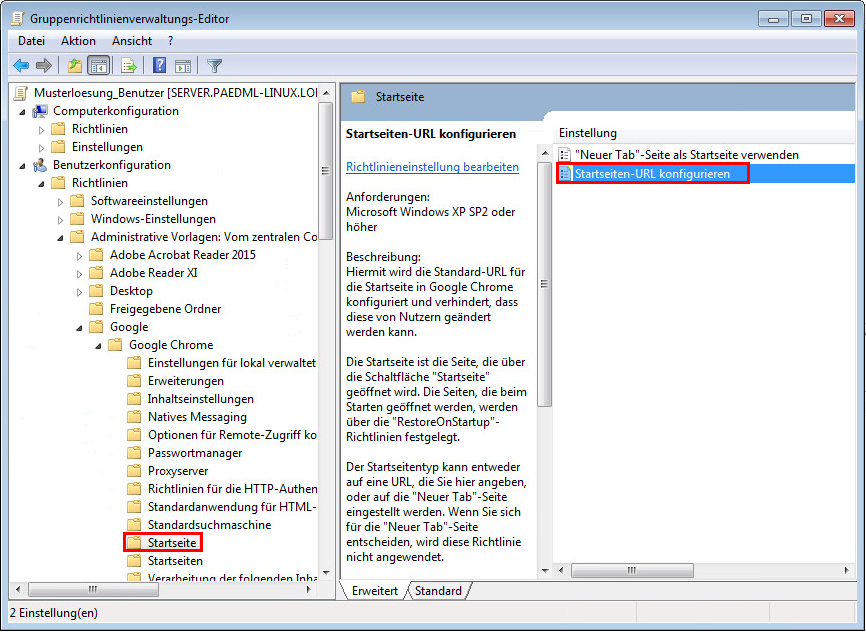 Gruppenrichtlinienverwaltungs-Editor
Datei Aktion Ansicht ?
Musterloesung_Benutzer [SERVER.PAEDML-LINUX.LO
Computerkonfiguration
Richtlinien
Einstellungen
Benutzerkonfiguration
Richtlinien
Softwareeinstellungen
Windows-Einstellungen
Administrative Vorlagen: Vom zentralen Co
Adobe Acrobat Reader 2015
Adobe Reader XI
Desktop
Freigegebene Ordner
Google
Google Chrome
Einstellungen für lokal verwaltet
Erweiterungen
Inhaltseinstellungen
Natives Messaging
Optionen für Remote-Zugriff ko
Passwortmanager
Proxyserver
Richtlinien für die HTTP-Authen
Standardanwendung für HTML-
Standardsuchmaschine
Startseite
Startseiten
Verarbeitung der folgenden Inha
Startseite
Startseiten-URL konfigurieren
Richtlinieneinstellung bearbeiten
Anforderungen:
Microsoft Windows XP SP2 oder
höher
Beschreibung:
Hiermit wird die Standard-URL für
die Startseite in Google Chrome
konfiguriert und verhindert, dass
diese von Nutzern geändert
werden kann.
Die Startseite ist die Seite, die über
die Schaltfläche "Startseite"
geöffnet wird. Die Seiten, die beim
Starten geöffnet werden, werden
über die "RestoreOnStartup"-
Richtlinien festgelegt.
Der Startseitentyp kann entweder
auf eine URL, die Sie hier angeben,
oder auf die "Neuer Tab"-Seite
eingestellt werden. Wenn Sie sich
für die "Neuer Tab"-Seite
entscheiden, wird diese Richtlinie
nicht angewendet.
Einstellung
"Neuer Tab"-Seite als Startseite verwenden
Startseiten-URL konfigurieren
Erweitert Standard
2 Einstellung(en)